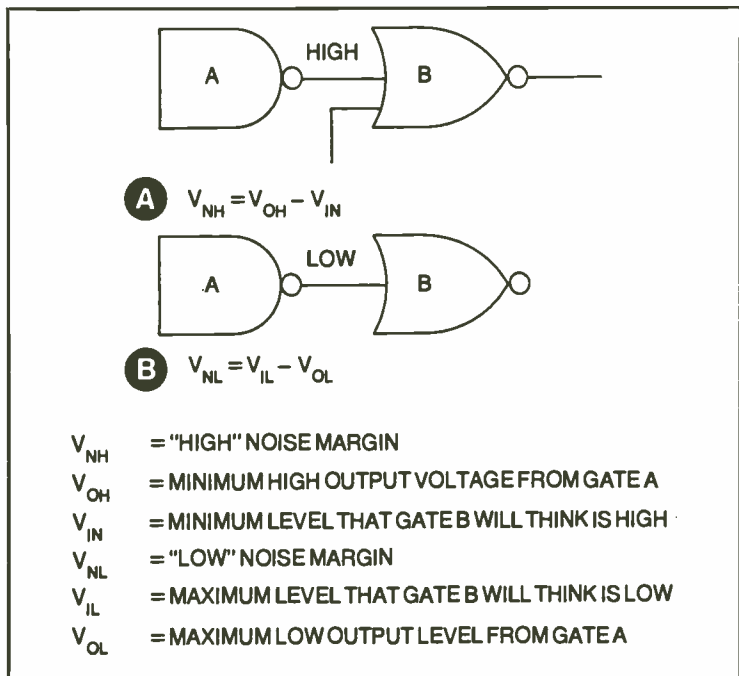 HIGH
A
B
A V_NH = V_OH – V_IN
LOW
A
B
B V_NL = V_IL – V_OL
V_NH = "HIGH" NOISE MARGIN
V_OH = MINIMUM HIGH OUTPUT VOLTAGE FROM GATE A
V_IN = MINIMUM LEVEL THAT GATE B WILL THINK IS HIGH
V_NL = "LOW" NOISE MARGIN
V_IL = MAXIMUM LEVEL THAT GATE B WILL THINK IS LOW
V_OL = MAXIMUM LOW OUTPUT LEVEL FROM GATE A